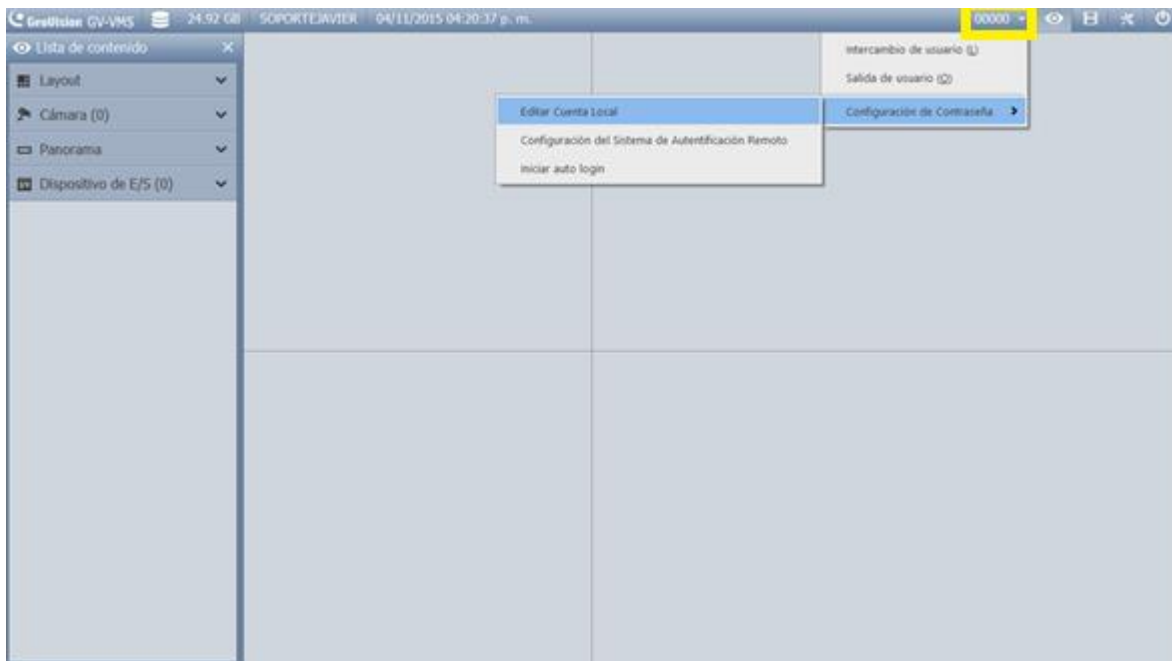 GeoVision GV-VMS 24.92 GB SOPORTEJAVIER 04/11/2015 04:20:37 p. m. 00000
Lista de contenido
Layout
Cámara (0)
Panorama
Dispositivo de E/S (0)
Intercambio de usuario (L)
Salida de usuario (O)
Configuración de Contraseña
Editar Cuenta Local
Configuración del Sistema de Autentificación Remoto
Iniciar auto login